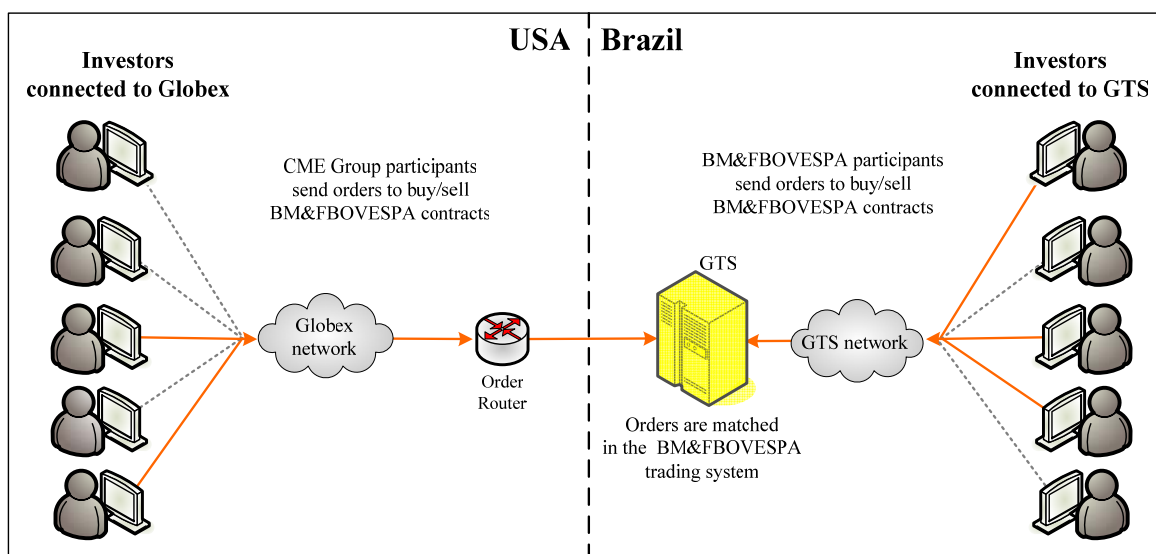 USA
Brazil
Investors
connected to Globex
CME Group participants
send orders to buy/sell
BM&FBOVESPA contracts
Globex
network
Order
Router
Investors
connected to GTS
BM&FBOVESPA participants
send orders to buy/sell
BM&FBOVESPA contracts
GTS
GTS network
Orders are matched
in the BM&FBOVESPA
trading system